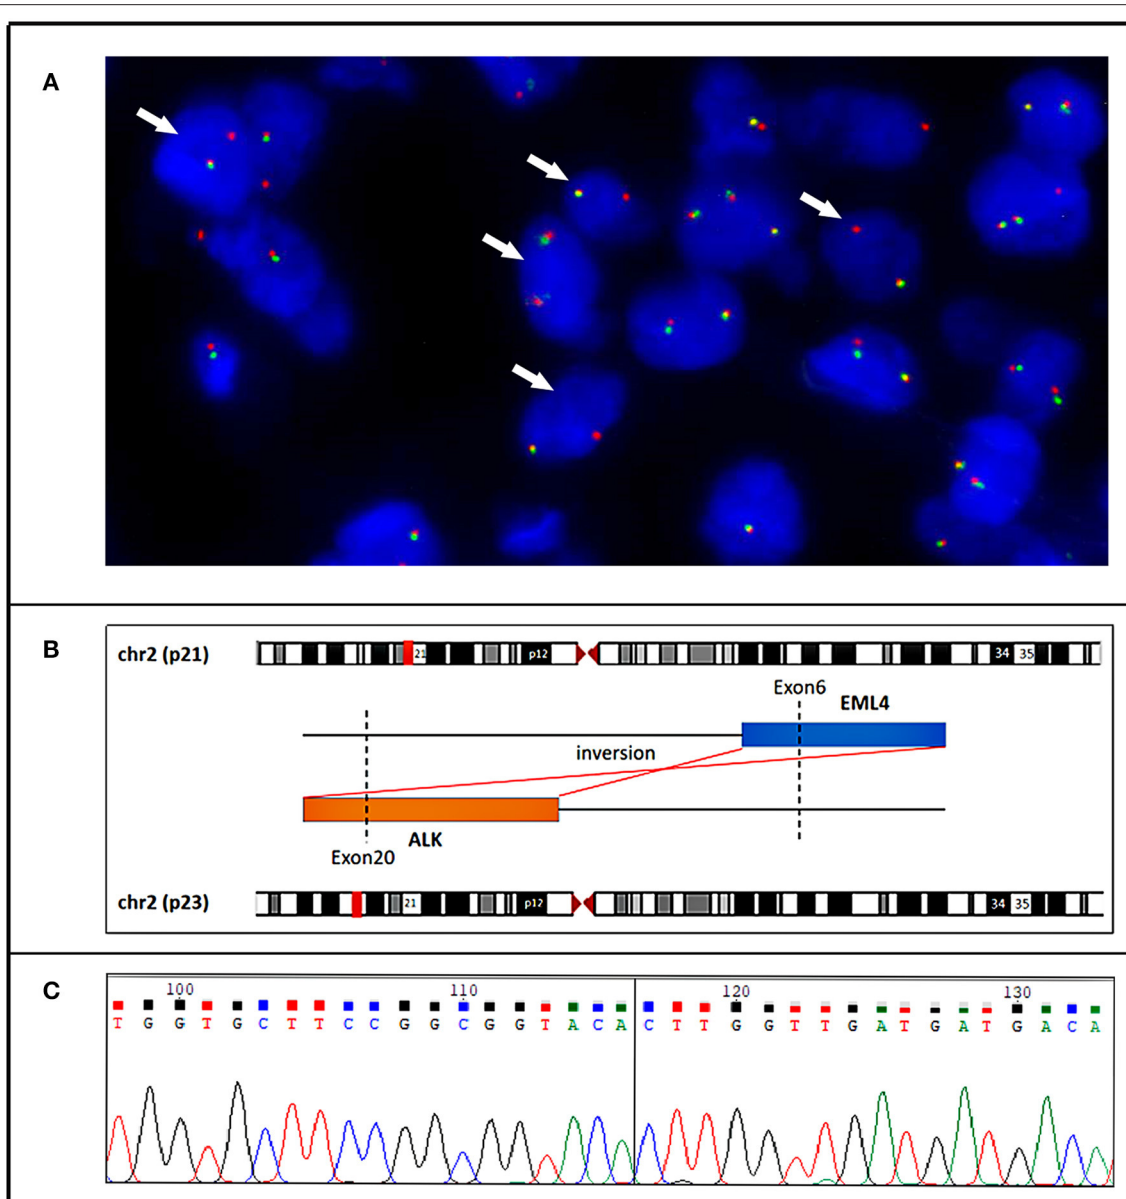 A
B
chr2 (p21)
21
p12
34
35
Exon6
EML4
inversion
ALK
Exon20
chr2 (p23)
21
p12
34
35
C
100 110 120 130
T G G T G C T T C C G G C G G T A C A C T T G G T T G A T G A T G A C A